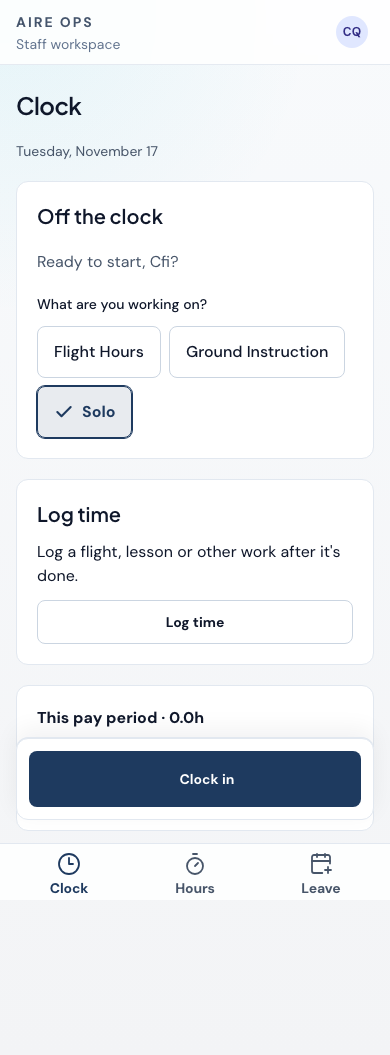 AIRE OPS
Staff workspace
CQ
Clock
Tuesday, November 17
Off the clock
Ready to start, Cfi?
What are you working on?
Flight Hours
Ground Instruction
Solo
Log time
Log a flight, lesson or other work after it's
done.
Log time
This pay period · 0.0h
Clock in
Clock
Hours
Leave